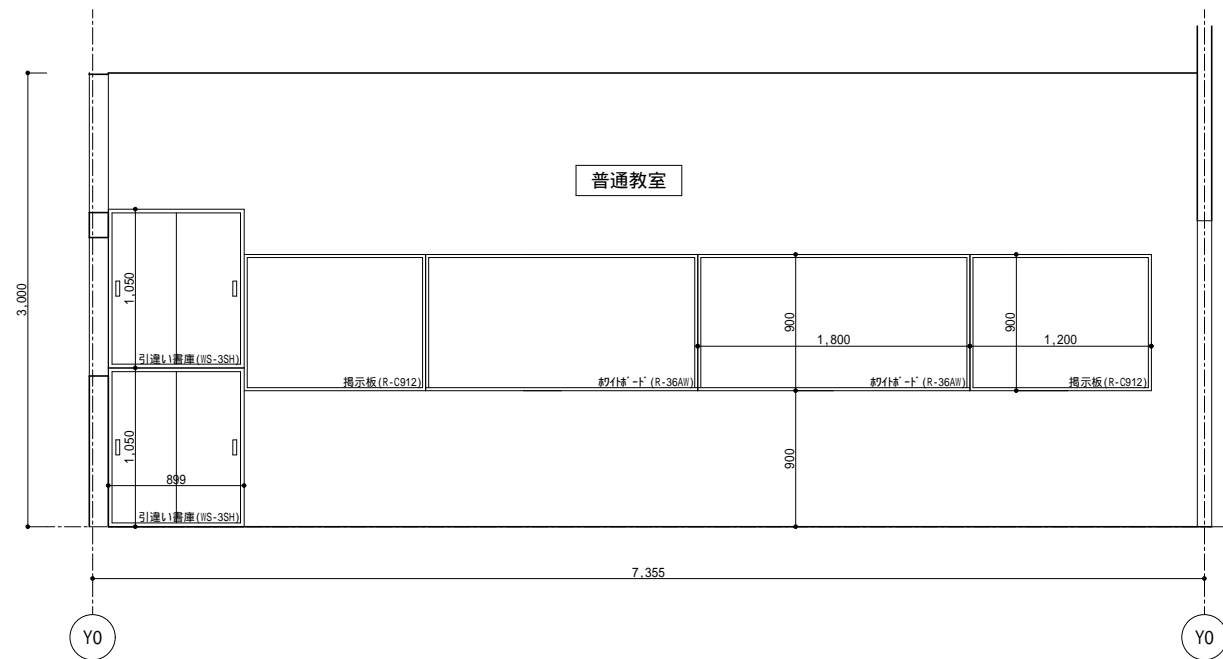 普通教室
3,000
1,050
引違い書庫(WS-3SH)
900
1,800
900
1,200
掲示板(R-C912)
ﾎﾜｲﾄﾎﾞｰﾄﾞ(R-36AW)
ﾎﾜｲﾄﾎﾞｰﾄﾞ(R-36AW)
掲示板(R-C912)
1,050
899
引違い書庫(WS-3SH)
900
7,355
Y0
Y0